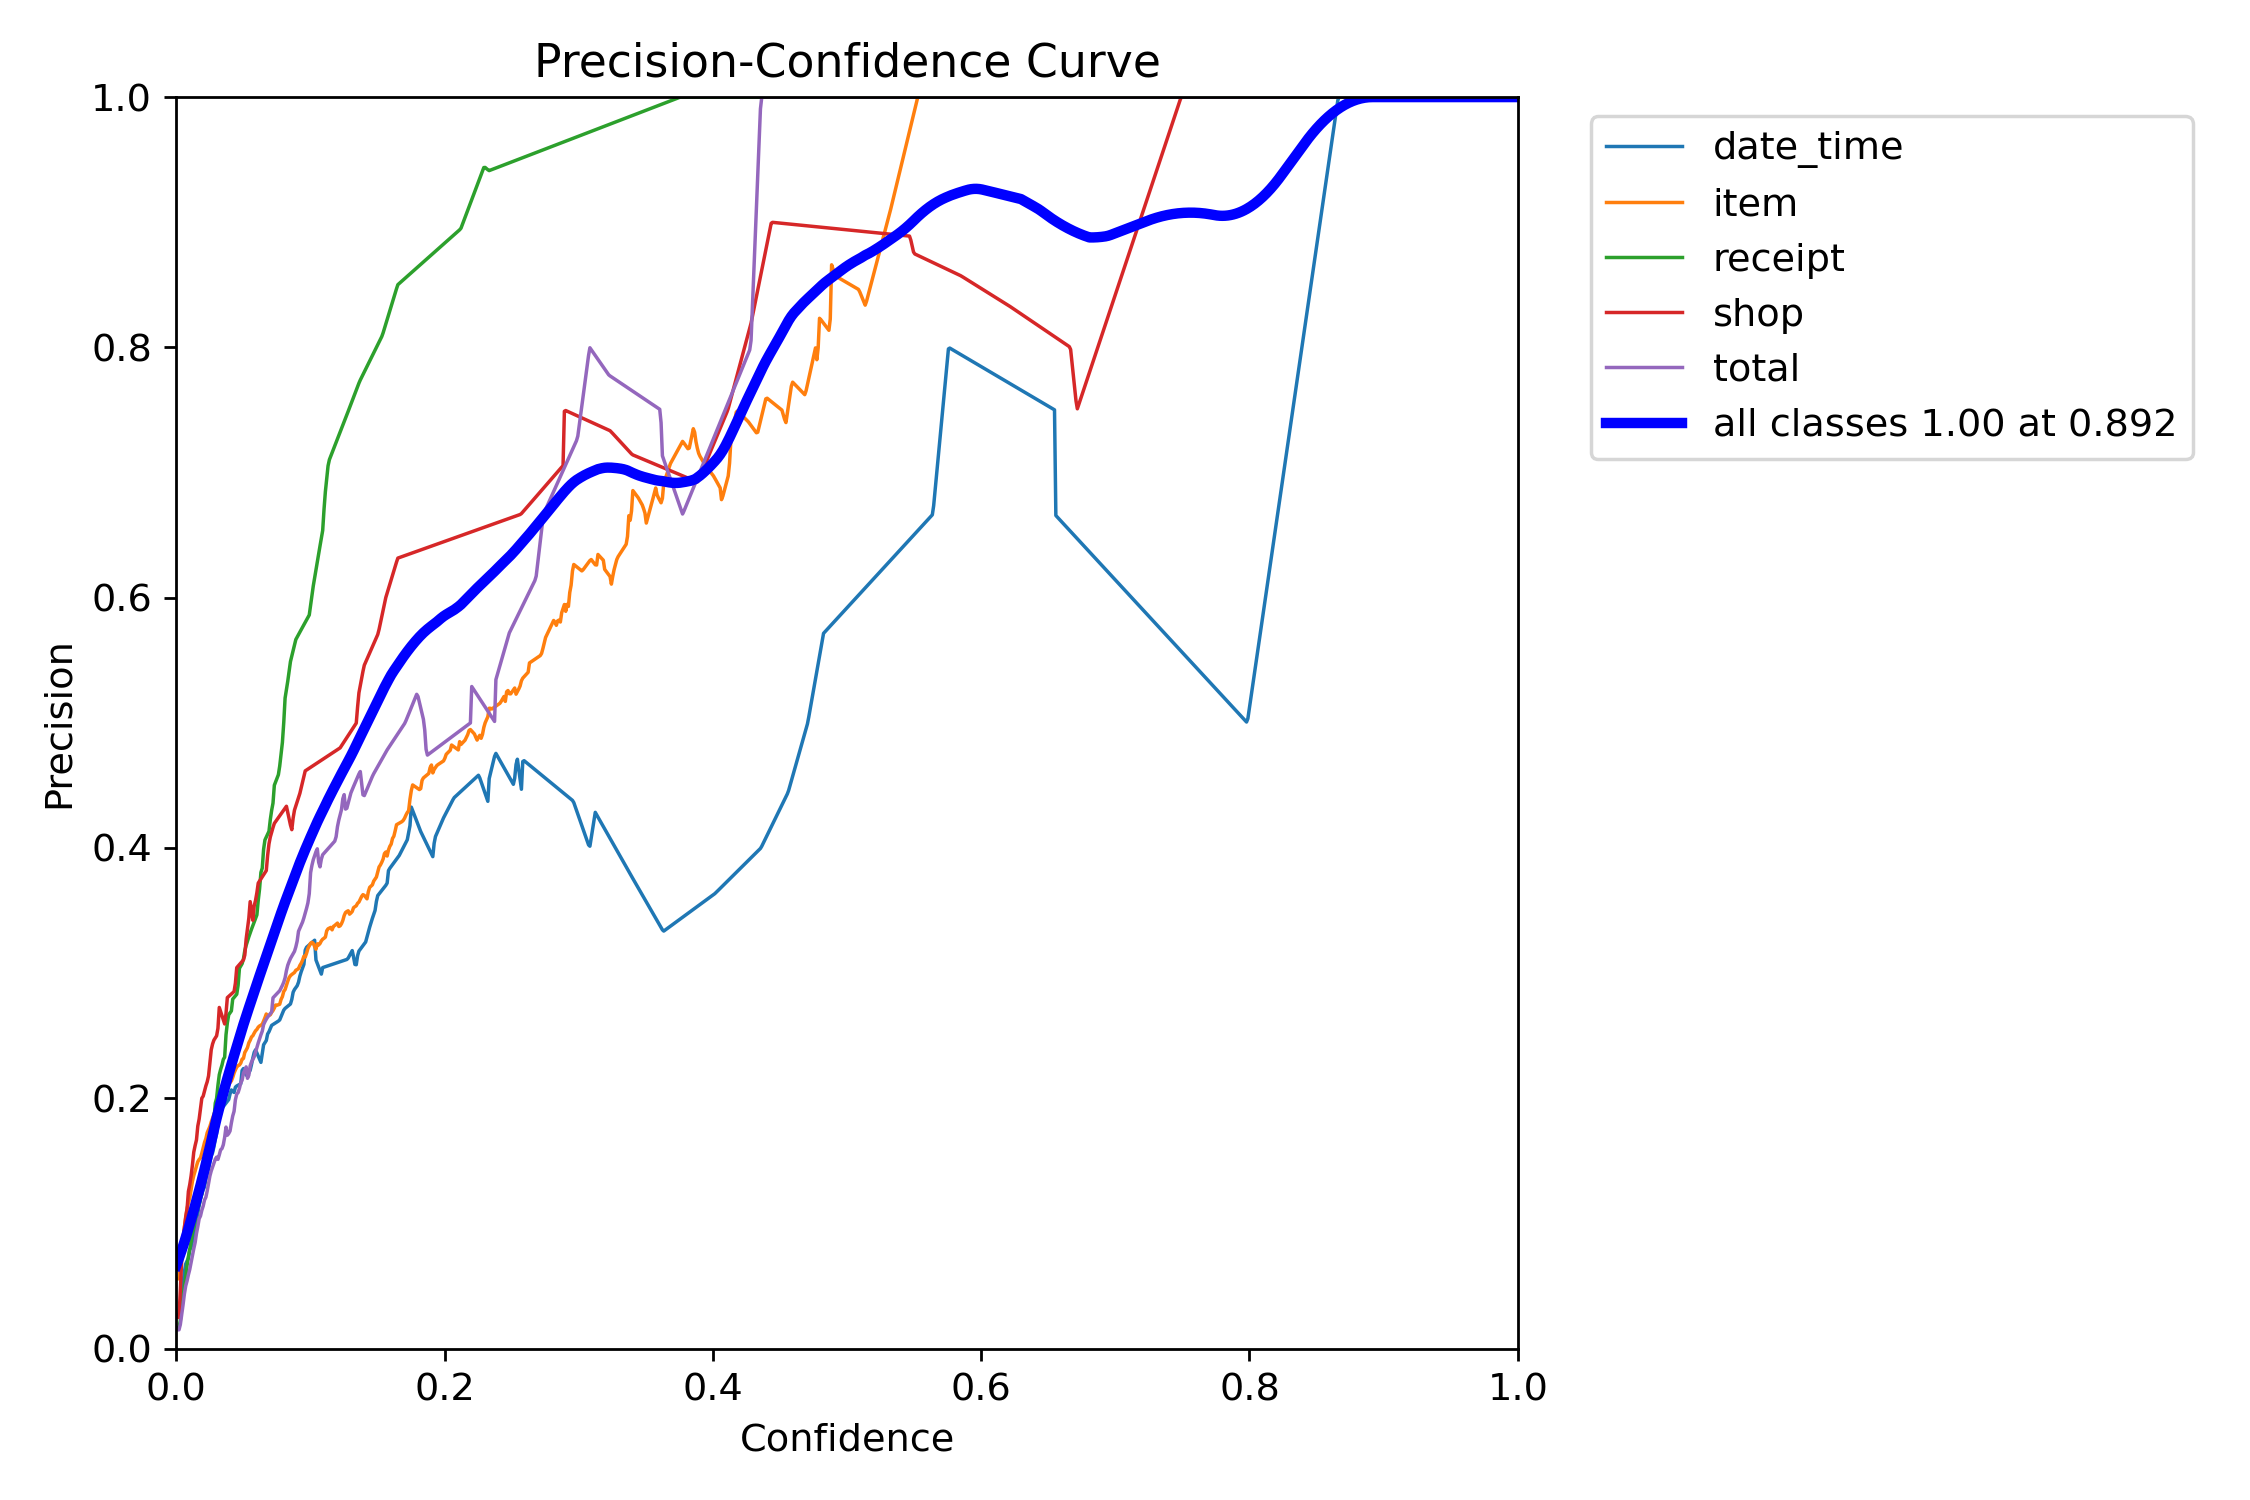 Precision-Confidence Curve
1.0
0.8
0.6
0.4
0.2
0.0
Precision
0.0 0.2 0.4 0.6 0.8 1.0
Confidence
date_time
item
receipt
shop
total
all classes 1.00 at 0.892